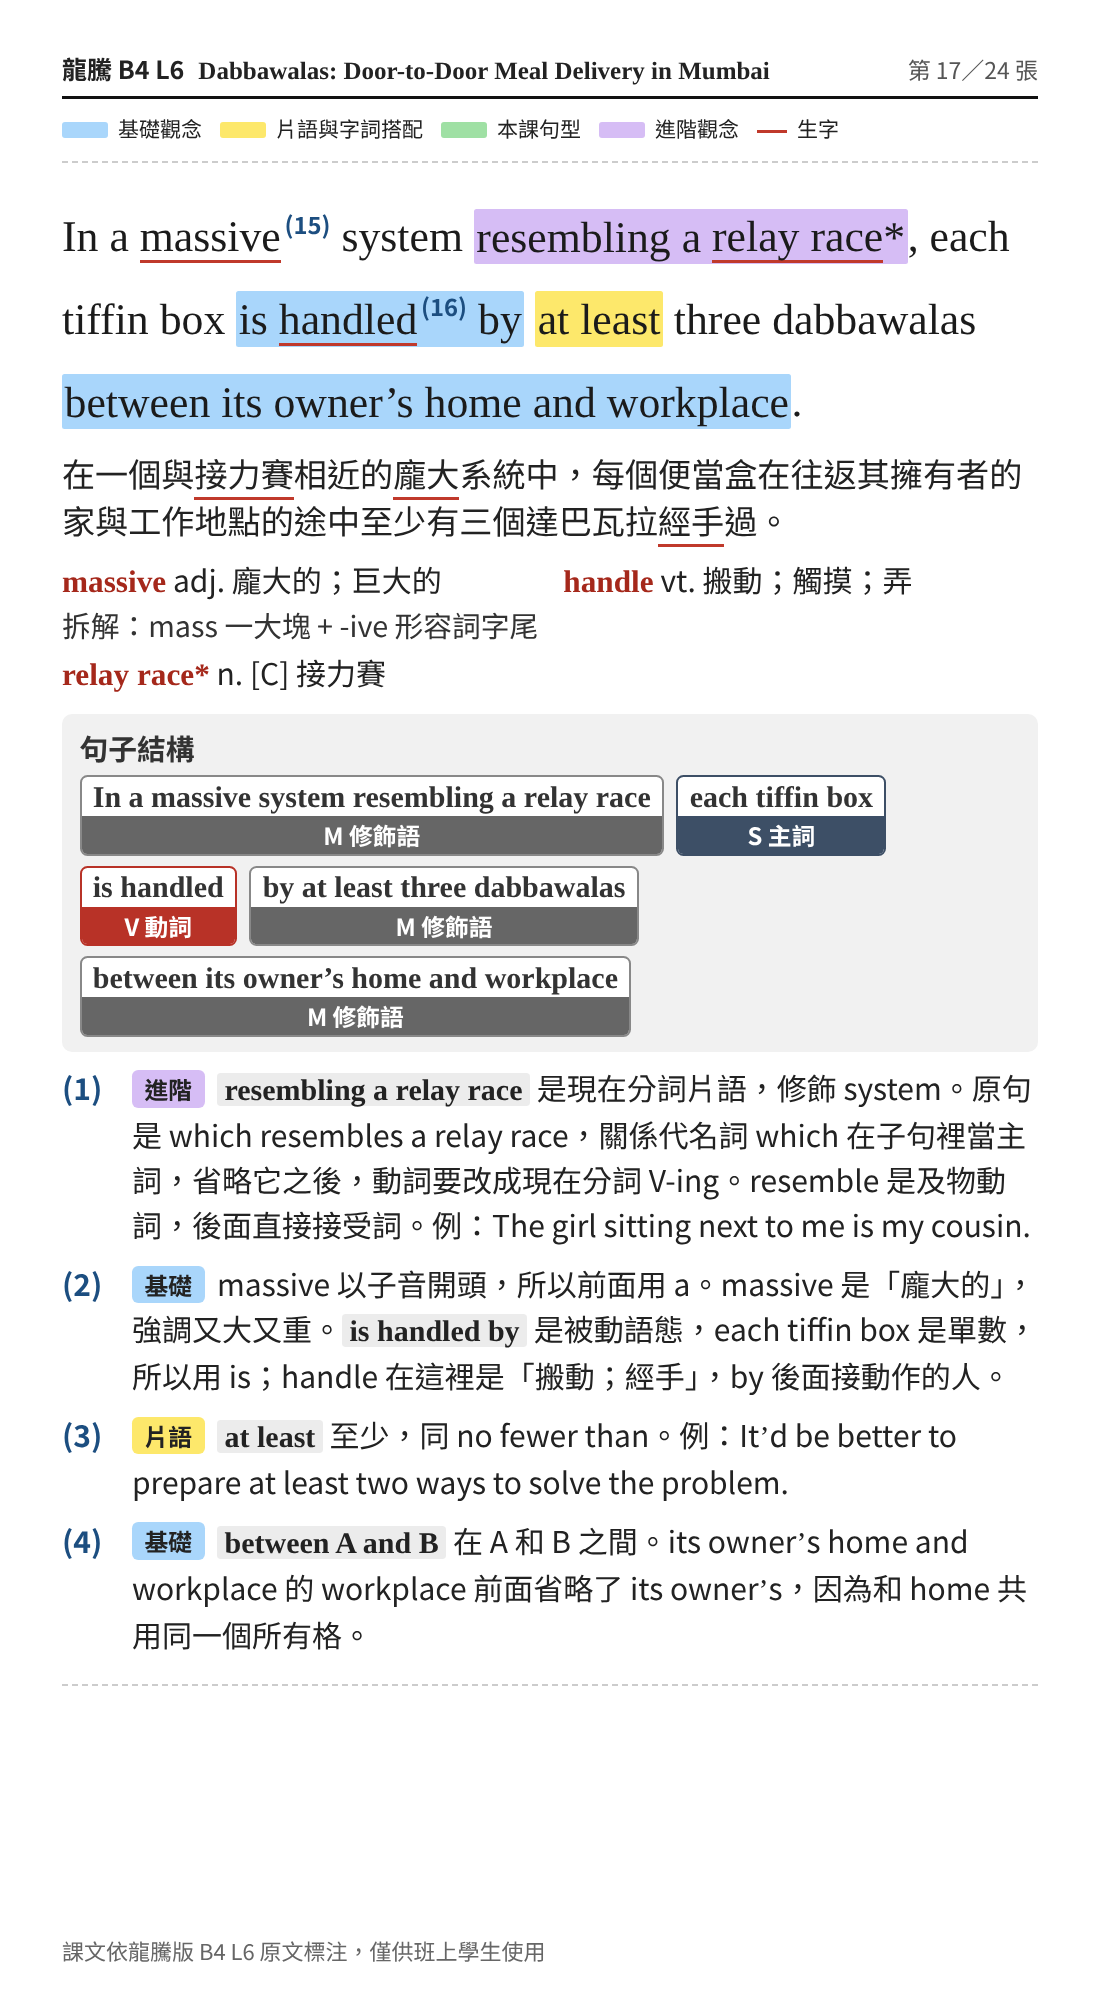 龍騰 B4 L6 Dabbawalas: Door-to-Door Meal Delivery in Mumbai 第 17／24 張
基礎觀念 片語與字詞搭配 本課句型 進階觀念 生字
In a massive(15) system resembling a relay race*, each
tiffin box is handled(16) by at least three dabbawalas
between its owner’s home and workplace.
在一個與接力賽相近的龐大系統中，每個便當盒在往返其擁有者的
家與工作地點的途中至少有三個達巴瓦拉經手過。
massive adj. 龐大的；巨大的 handle vt. 搬動；觸摸；弄
拆解：mass 一大塊 + -ive 形容詞字尾
relay race* n. [C] 接力賽
句子結構
In a massive system resembling a relay race each tiffin box
M 修飾語 S 主詞
is handled by at least three dabbawalas
V 動詞 M 修飾語
between its owner’s home and workplace
M 修飾語
(1) 進階 resembling a relay race 是現在分詞片語，修飾 system。原句
是 which resembles a relay race，關係代名詞 which 在子句裡當主
詞，省略它之後，動詞要改成現在分詞 V-ing。resemble 是及物動
詞，後面直接接受詞。例：The girl sitting next to me is my cousin.
(2) 基礎 massive 以子音開頭，所以前面用 a。massive 是「龐大的」，
強調又大又重。is handled by 是被動語態，each tiffin box 是單數，
所以用 is；handle 在這裡是「搬動；經手」，by 後面接動作的人。
(3) 片語 at least 至少，同 no fewer than。例：It’d be better to
prepare at least two ways to solve the problem.
(4) 基礎 between A and B 在 A 和 B 之間。its owner’s home and
workplace 的 workplace 前面省略了 its owner’s，因為和 home 共
用同一個所有格。
課文依龍騰版 B4 L6 原文標注，僅供班上學生使用